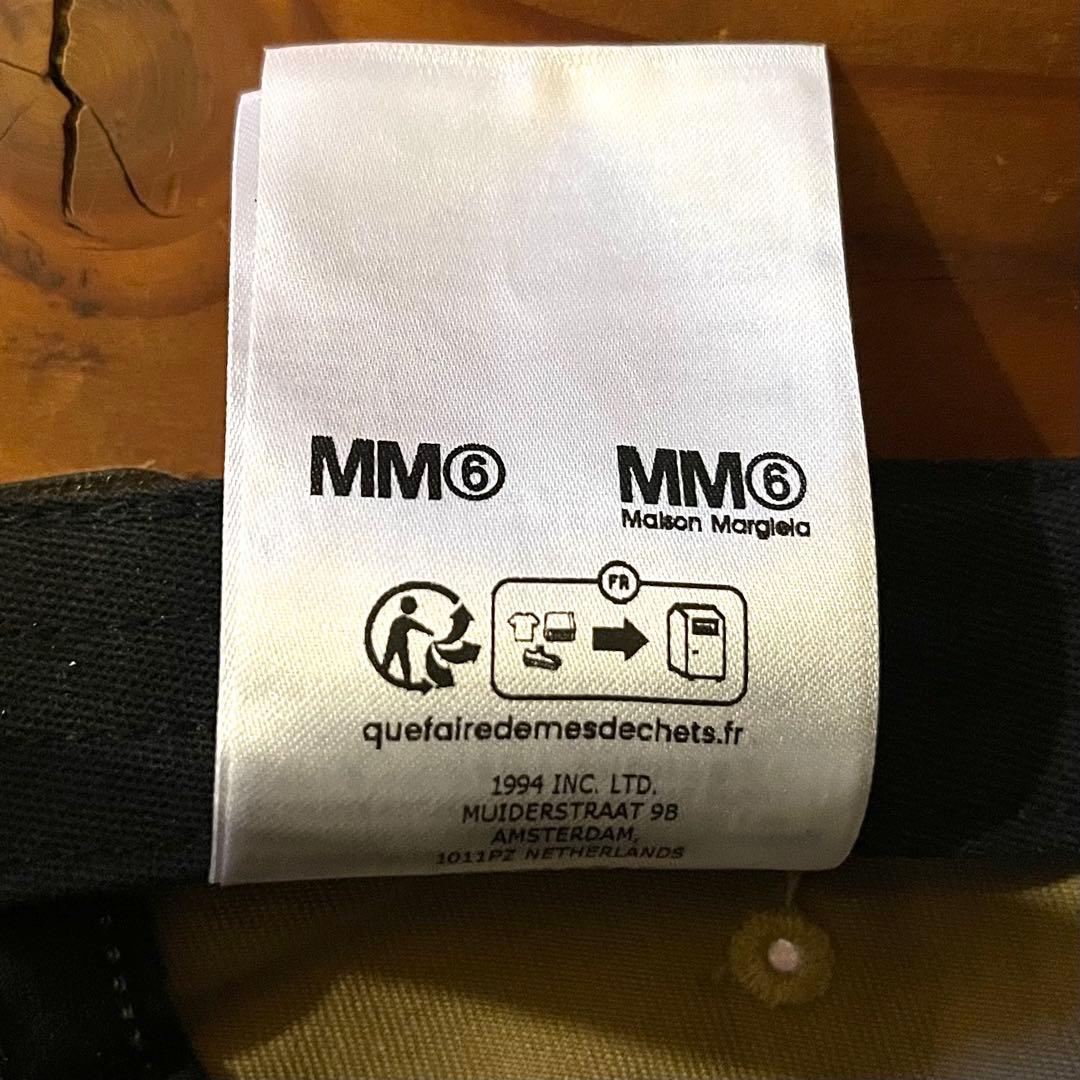 MM⑥
MM⑥
Maison Margiela
FR
quefairedemesdechets.fr
1994 INC. LTD.
MUIDERSTRAAT 9B
AMSTERDAM,
1011PZ NETHERLANDS